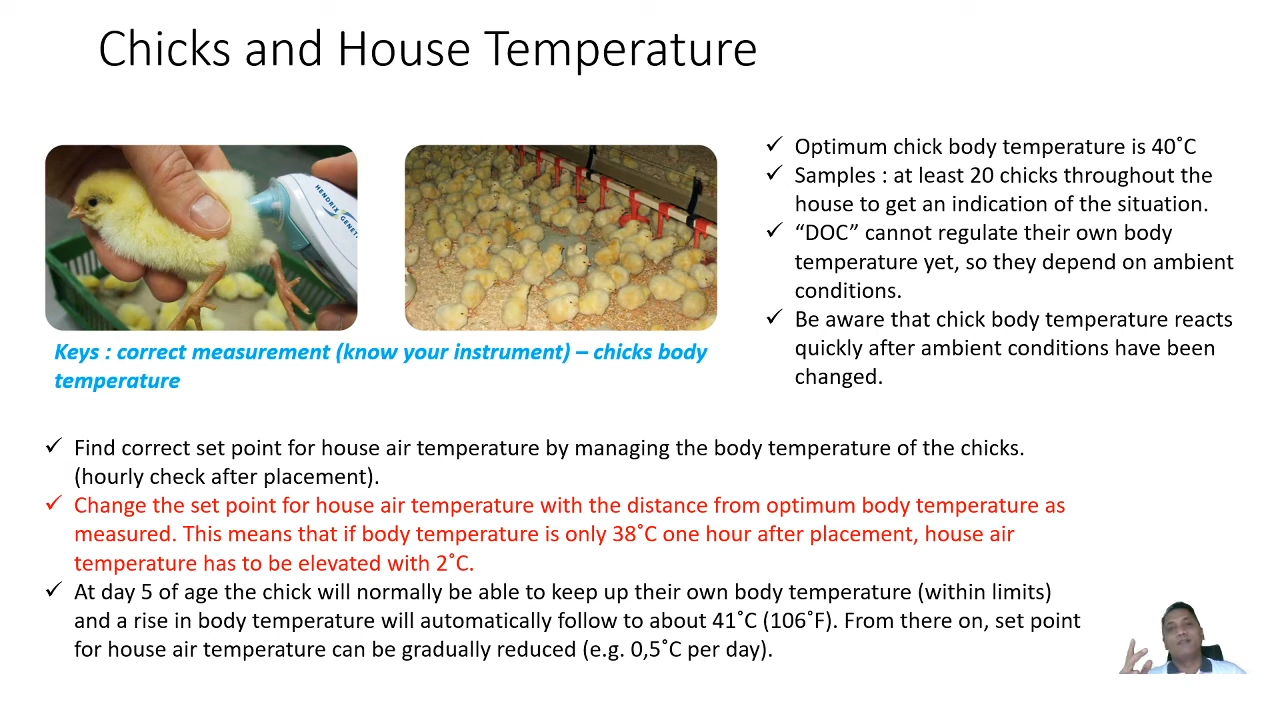 Chicks and House Temperature
HENDRIX GENET
Keys : correct measurement (know your instrument) – chicks body
temperature
✓ Optimum chick body temperature is 40˚C
✓ Samples : at least 20 chicks throughout the
house to get an indication of the situation.
✓ “DOC” cannot regulate their own body
temperature yet, so they depend on ambient
conditions.
✓ Be aware that chick body temperature reacts
quickly after ambient conditions have been
changed.
✓ Find correct set point for house air temperature by managing the body temperature of the chicks.
(hourly check after placement).
✓ Change the set point for house air temperature with the distance from optimum body temperature as
measured. This means that if body temperature is only 38˚C one hour after placement, house air
temperature has to be elevated with 2˚C.
✓ At day 5 of age the chick will normally be able to keep up their own body temperature (within limits)
and a rise in body temperature will automatically follow to about 41˚C (106˚F). From there on, set point
for house air temperature can be gradually reduced (e.g. 0,5˚C per day).